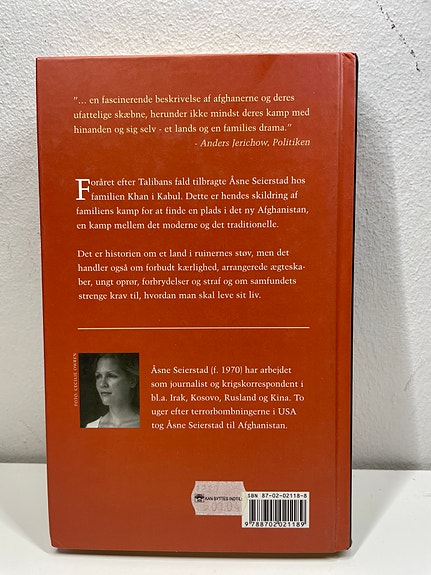 "... en fascinerende beskrivelse af afghanerne og deres
ufattelige skæbne, herunder ikke mindst deres kamp med
hinanden og sig selv - et lands og en families drama."
- Anders Jerichow, Politiken
Foråret efter Talibans fald tilbragte Åsne Seierstad hos
familien Khan i Kabul. Dette er hendes skildring af
familiens kamp for at finde en plads i det ny Afghanistan,
en kamp mellem det moderne og det traditionelle.
Det er historien om et land i ruinernes støv, men det
handler også om forbudt kærlighed, arrangerede ægteska-
ber, ungt oprør, forbrydelser og straf og om samfundets
strenge krav til, hvordan man skal leve sit liv.
FOTO: CECILIE OWREN
Åsne Seierstad (f. 1970) har arbejdet
som journalist og krigskorrespondent i
bl.a. Irak, Kosovo, Rusland og Kina. To
uger efter terrorbombningerne i USA
tog Åsne Seierstad til Afghanistan.
KAN BYTTES INDTIL
ISBN 87-02-02118-8
9 788702 021189